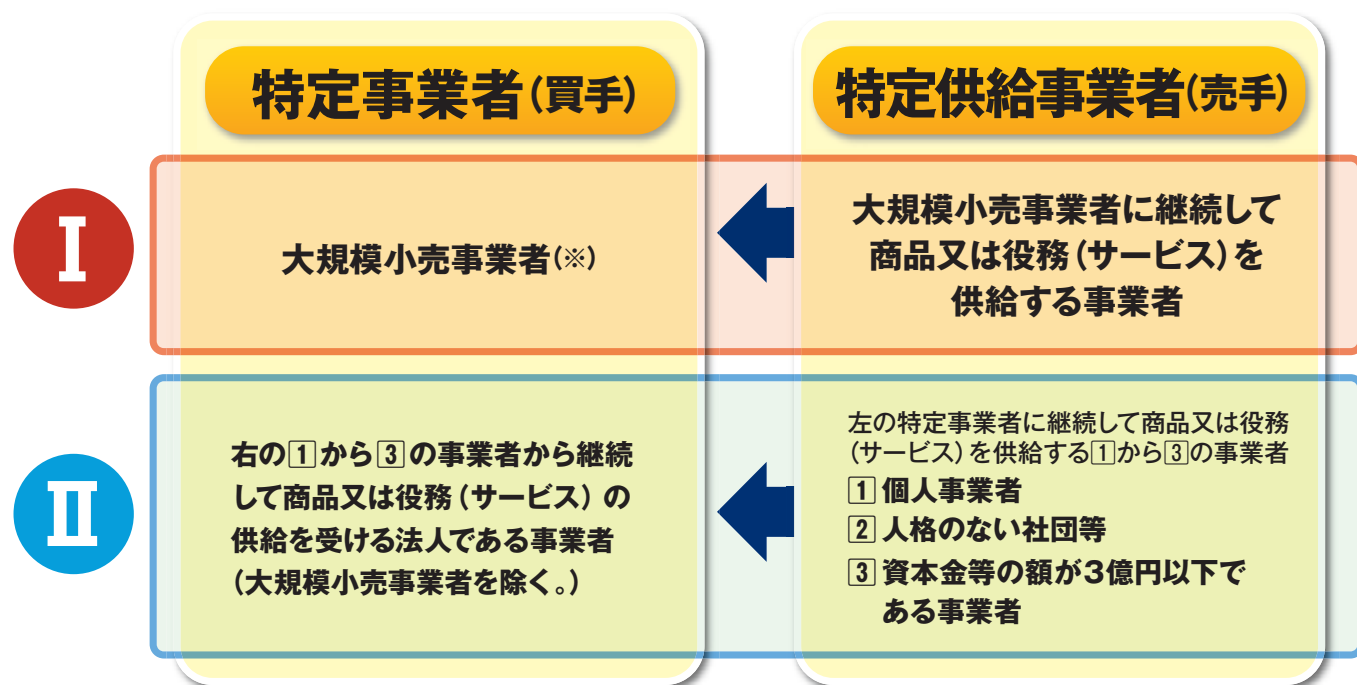 特定事業者(買手)
特定供給事業者(売手)
I
大規模小売事業者(※)
大規模小売事業者に継続して
商品又は役務(サービス)を
供給する事業者
II
右の1から3の事業者から継続
して商品又は役務(サービス)の
供給を受ける法人である事業者
(大規模小売事業者を除く。)
左の特定事業者に継続して商品又は役務
(サービス)を供給する1から3の事業者
1個人事業者
2人格のない社団等
3資本金等の額が3億円以下で
ある事業者